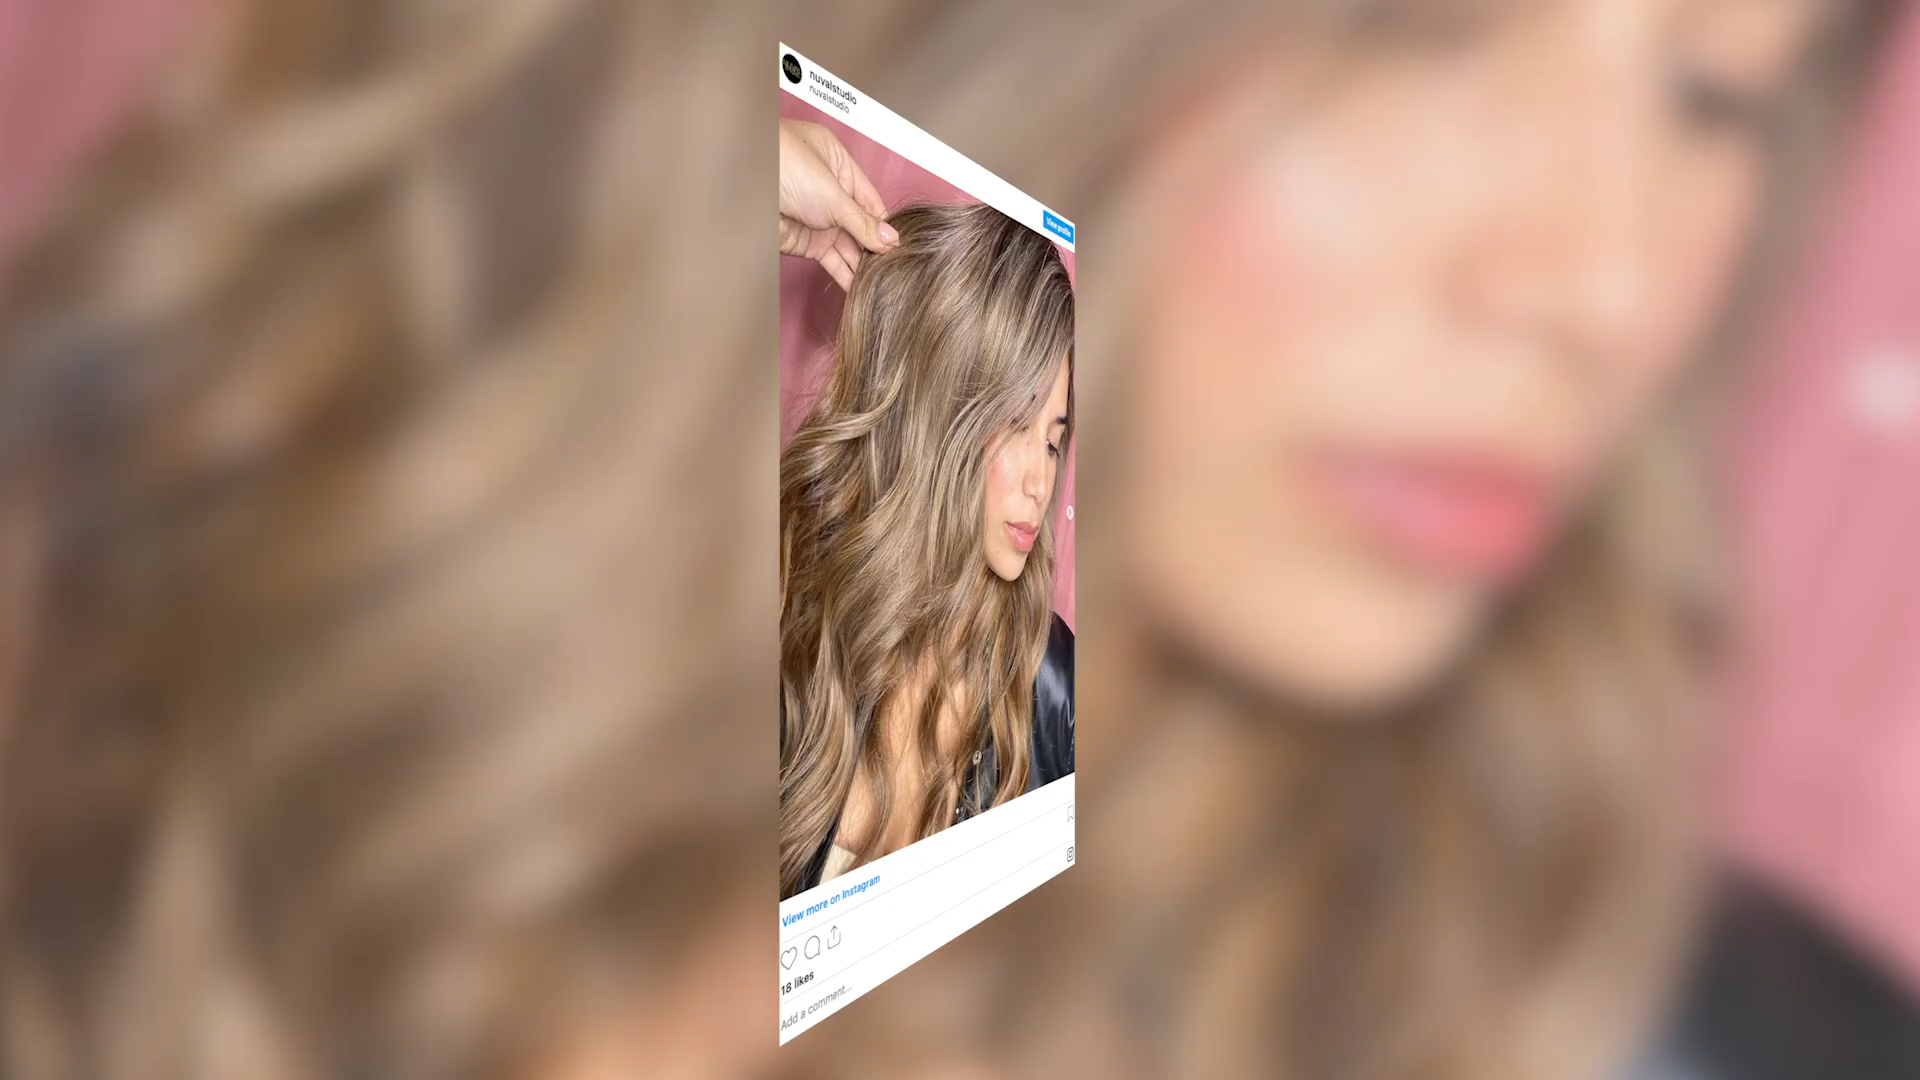 nuvalstudio
nuvalstudio
View profile
View more on Instagram
18 likes
Add a comment...